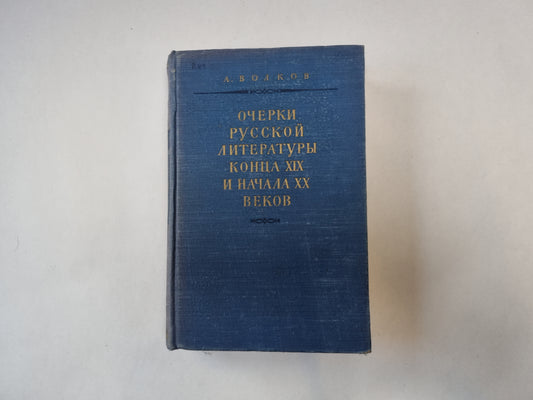 А. ВОЛКОВ
ОЧЕРКИ
РУССКОЙ
ЛИТЕРАТУРЫ
КОНЦА XIX
И НАЧАЛА XX
ВЕКОВ